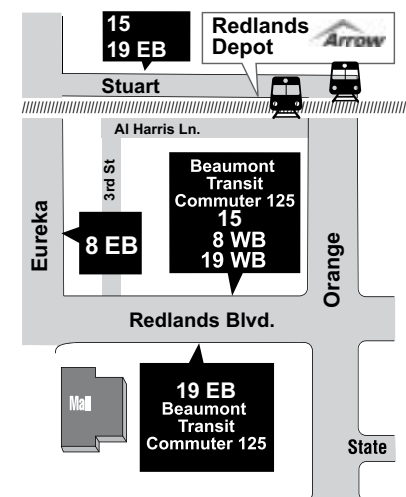 15
19 EB
Redlands
Depot
Arrow
Stuart
Al Harris Ln.
3rd St
Eureka
8 EB
Beaumont
Transit
Commuter 125
15
8 WB
19 WB
Orange
Redlands Blvd.
19 EB
Beaumont
Transit
Commuter 125
Mall
State